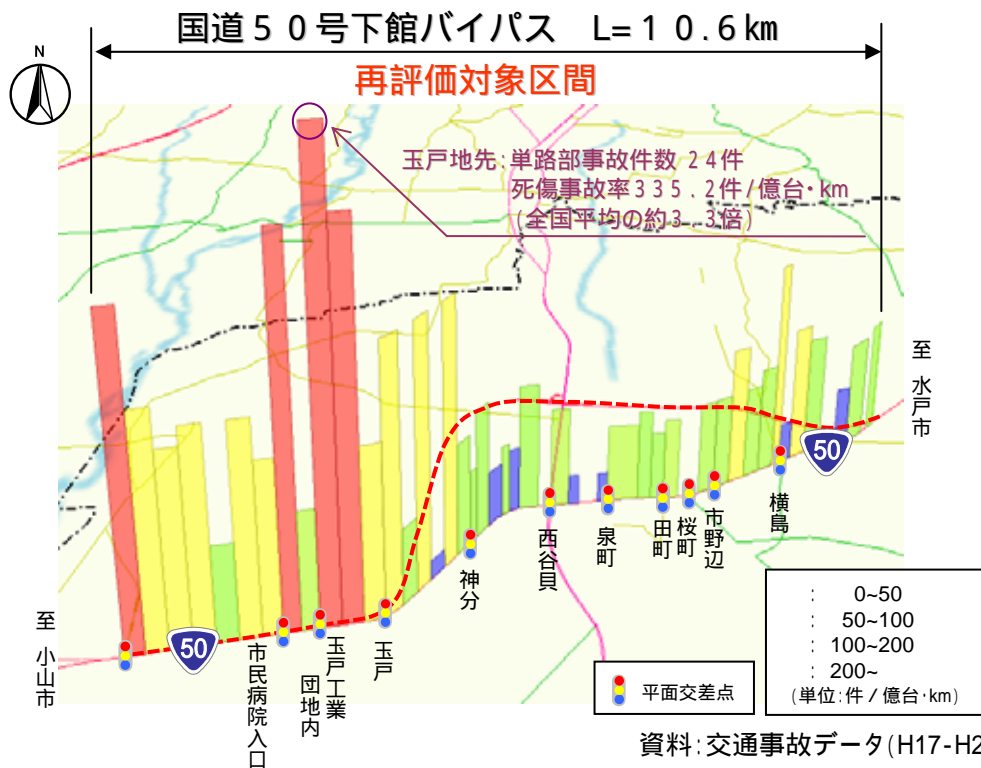 国道５０号下館バイパス　L=１０.６km
再評価対象区間
N
玉戸地先:単路部事故件数 ２４件
死傷事故率３３５.２件/億台・km
(全国平均の約３.３倍)
至 水戸市
50
横島
市野辺
桜町
田町
泉町
西谷貝
神分
玉戸
玉戸工業
団地内
市民病院入口
50
至 小山市
平面交差点
: 0~50
: 50~100
: 100~200
: 200~
(単位:件/億台・km)
資料:交通事故データ(H17-H2